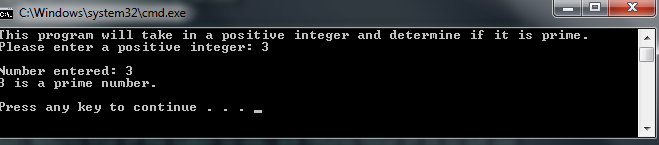 C:\Windows\system32\cmd.exe
This program will take in a positive integer and determine if it is prime.
Please enter a positive integer: 3
Number entered: 3
3 is a prime number.
Press any key to continue . . . _